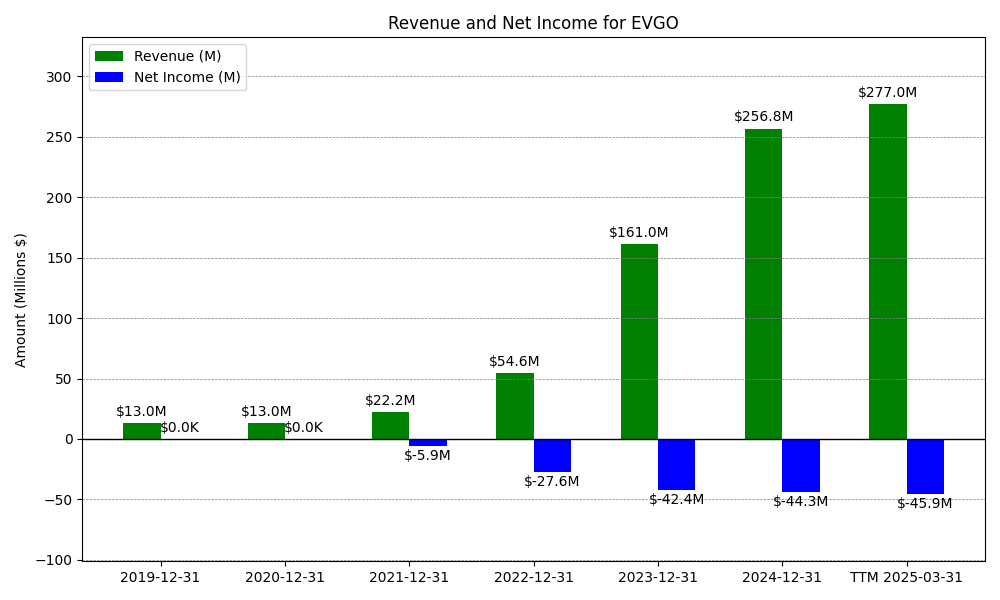 Revenue and Net Income for EVGO
Revenue (M)
Net Income (M)
Amount (Millions $)
300
250
200
150
100
50
0
−50
−100
$13.0M
$0.0K
$13.0M
$0.0K
$22.2M
$-5.9M
$54.6M
$-27.6M
$161.0M
$-42.4M
$256.8M
$-44.3M
$277.0M
$-45.9M
2019-12-31
2020-12-31
2021-12-31
2022-12-31
2023-12-31
2024-12-31
TTM 2025-03-31